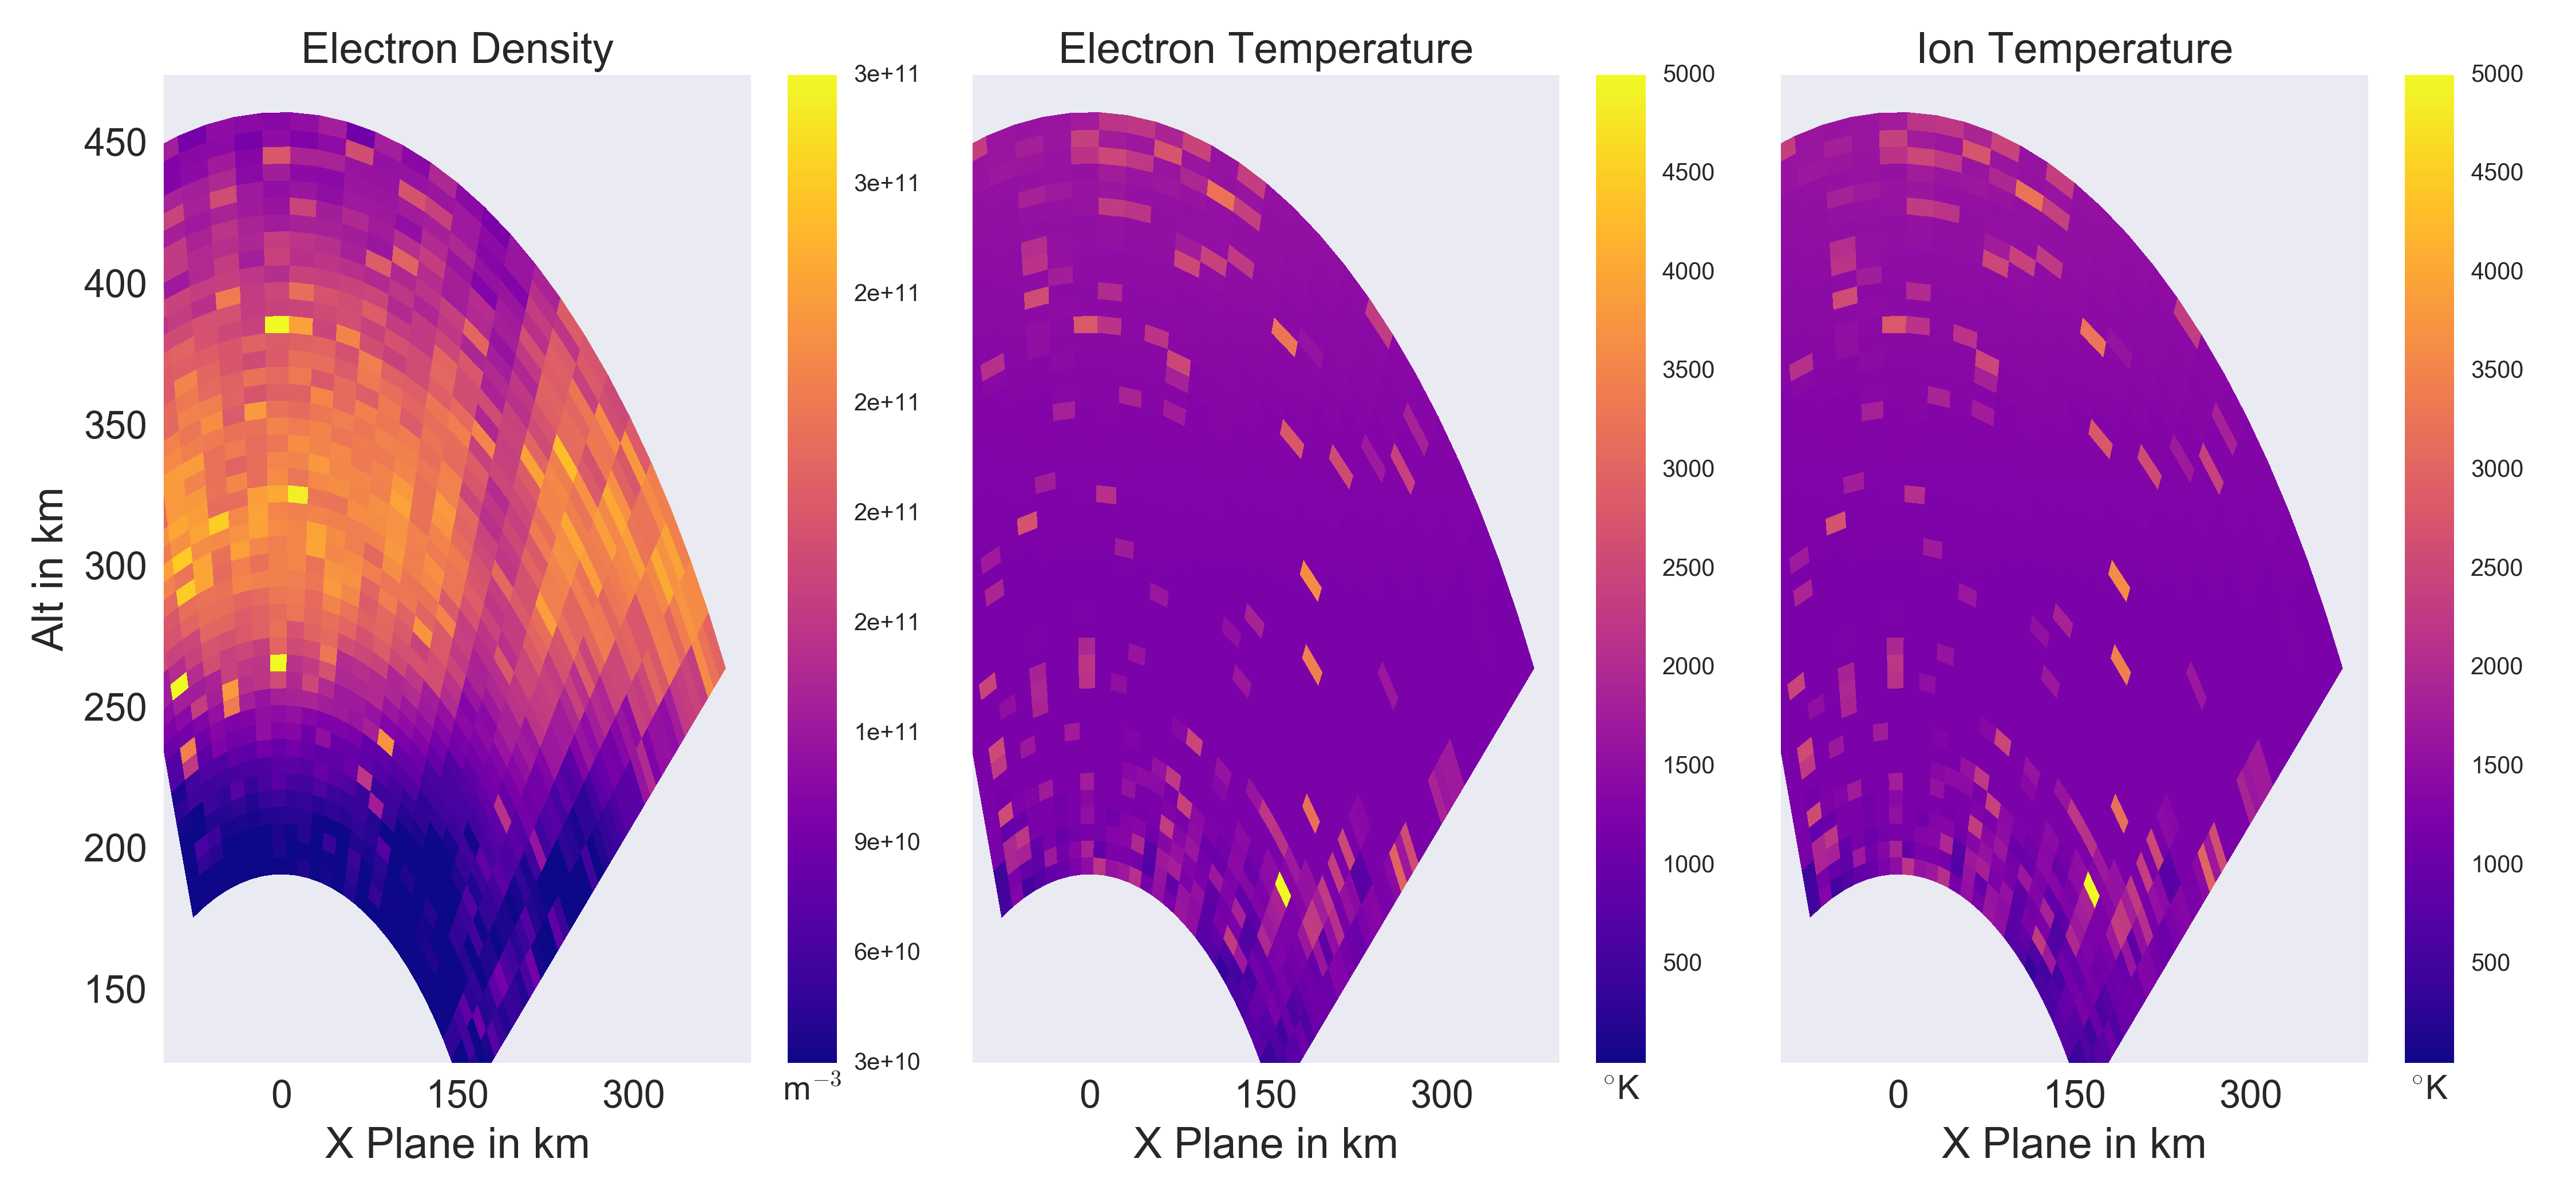 Electron Density
Electron Temperature
Ion Temperature
Alt in km
450
400
350
300
250
200
150
0 150 300
X Plane in km
3e+11
3e+11
2e+11
2e+11
2e+11
2e+11
1e+11
9e+10
6e+10
3e+10
m⁻³
0 150 300
X Plane in km
5000
4500
4000
3500
3000
2500
2000
1500
1000
500
°K
0 150 300
X Plane in km
5000
4500
4000
3500
3000
2500
2000
1500
1000
500
°K